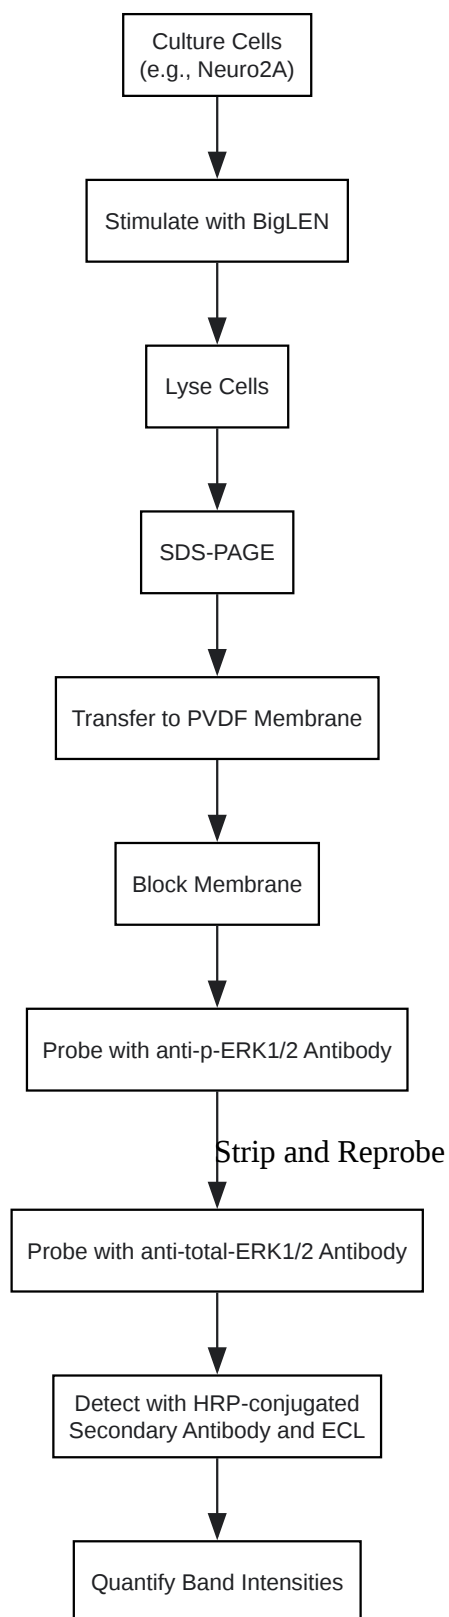 Culture Cells
(e.g., Neuro2A)
Stimulate with BigLEN
Lyse Cells
SDS-PAGE
Transfer to PVDF Membrane
Block Membrane
Probe with anti-p-ERK1/2 Antibody
Strip and Reprobe
Probe with anti-total-ERK1/2 Antibody
Detect with HRP-conjugated
Secondary Antibody and ECL
Quantify Band Intensities